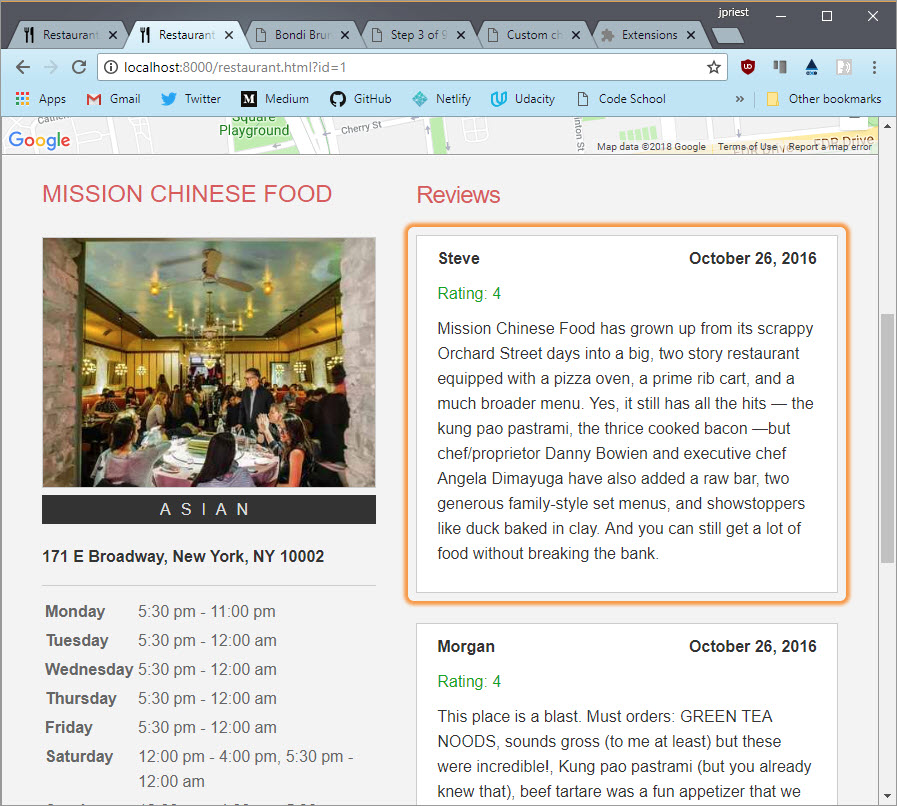 jpriest
Restaurant
Restaurant
Bondi Brun
Step 3 of 9
Custom ch
Extensions
localhost:8000/restaurant.html?id=1
Apps
Gmail
Twitter
Medium
GitHub
Netlify
Udacity
Code School
»
Other bookmarks
Square
Playground
Cherry St
Google
Map data ©2018 Google
Terms of Use
Report a map error
FDR Drive
MISSION CHINESE FOOD
ASIAN
171 E Broadway, New York, NY 10002
Monday 5:30 pm - 11:00 pm
Tuesday 5:30 pm - 12:00 am
Wednesday 5:30 pm - 12:00 am
Thursday 5:30 pm - 12:00 am
Friday 5:30 pm - 12:00 am
Saturday 12:00 pm - 4:00 pm, 5:30 pm -
12:00 am
Reviews
Steve October 26, 2016
Rating: 4
Mission Chinese Food has grown up from its scrappy
Orchard Street days into a big, two story restaurant
equipped with a pizza oven, a prime rib cart, and a
much broader menu. Yes, it still has all the hits — the
kung pao pastrami, the thrice cooked bacon —but
chef/proprietor Danny Bowien and executive chef
Angela Dimayuga have also added a raw bar, two
generous family-style set menus, and showstoppers
like duck baked in clay. And you can still get a lot of
food without breaking the bank.
Morgan October 26, 2016
Rating: 4
This place is a blast. Must orders: GREEN TEA
NOODS, sounds gross (to me at least) but these
were incredible!, Kung pao pastrami (but you already
knew that), beef tartare was a fun appetizer that we